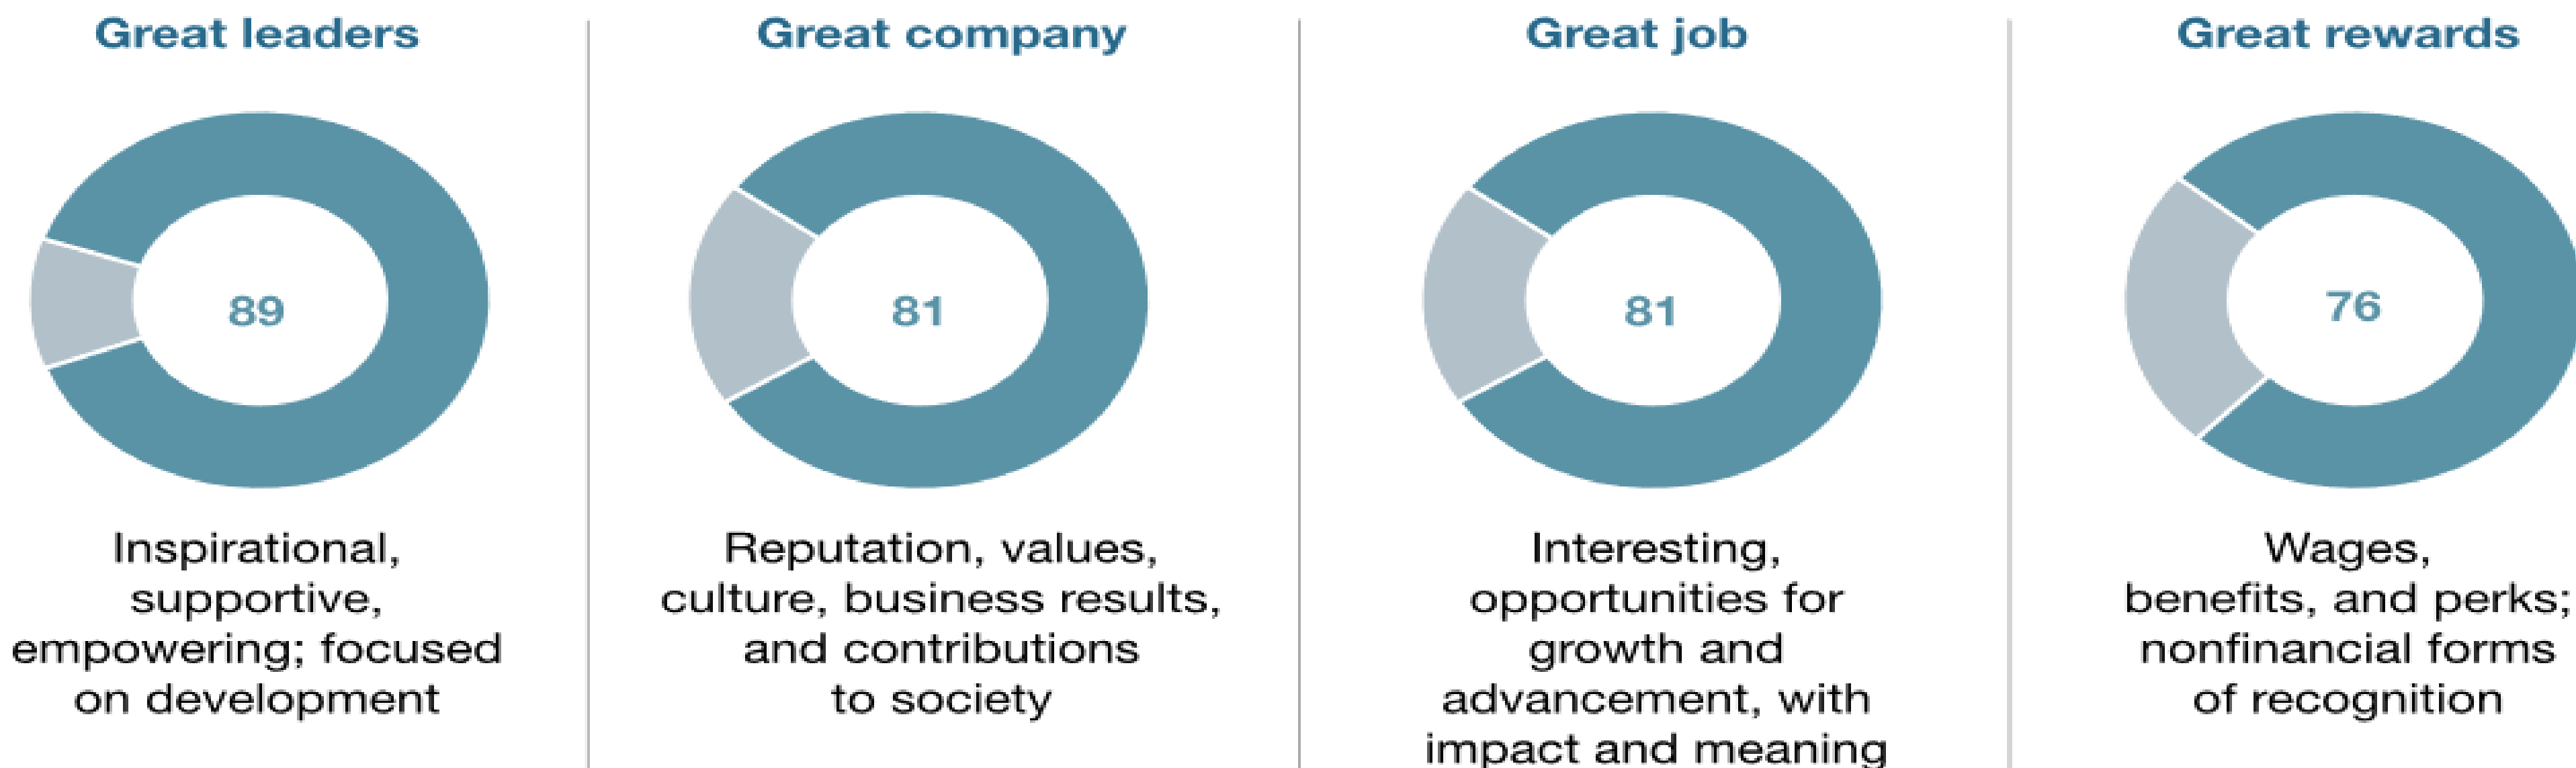 Great leaders
89
Inspirational,
supportive,
empowering; focused
on development
Great company
81
Reputation, values,
culture, business results,
and contributions
to society
Great job
81
Interesting,
opportunities for
growth and
advancement, with
impact and meaning
Great rewards
76
Wages,
benefits, and perks;
nonfinancial forms
of recognition